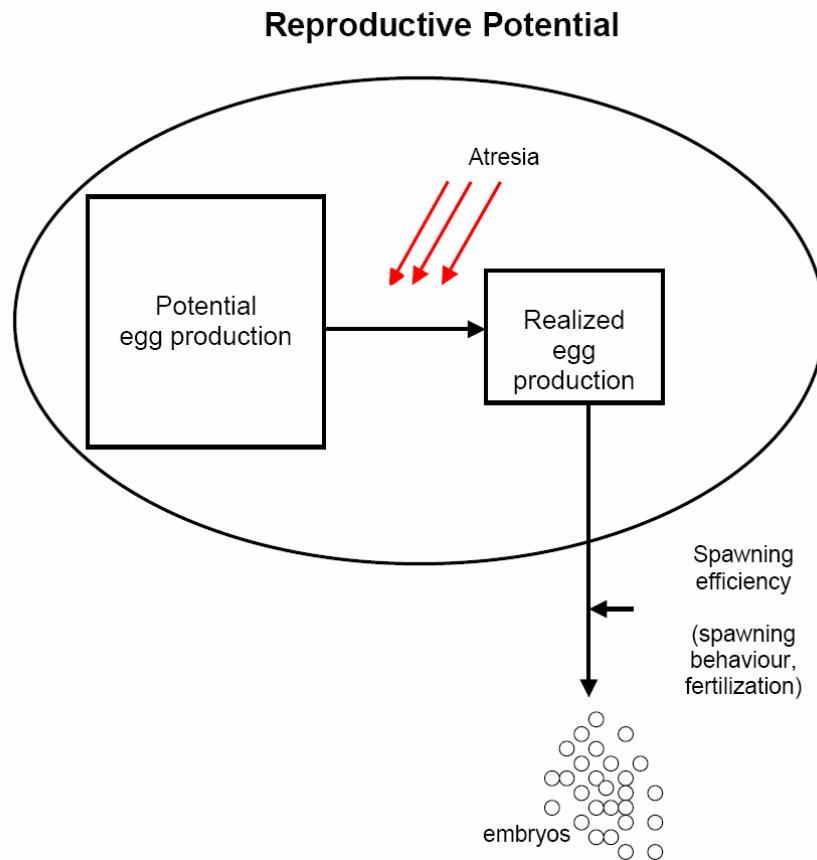 Reproductive Potential
Atresia
Potential
egg production
Realized
egg
production
Spawning
efficiency
(spawning
behaviour,
fertilization)
embryos